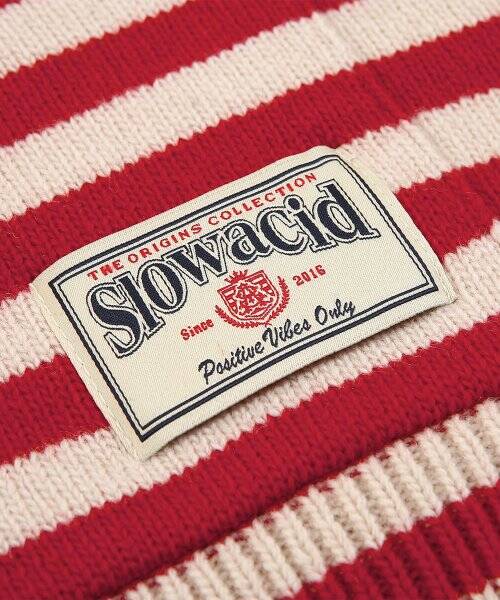 THE ORIGINS COLLECTION
Slowacid
Since 2016
Positive Vibes Only